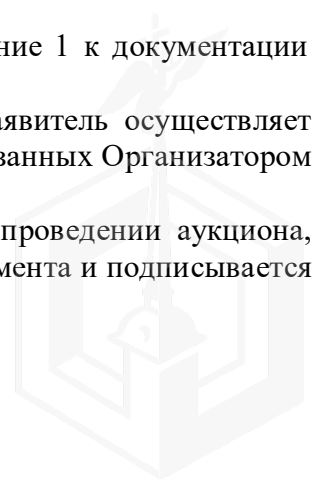 ние 1 к документации
аявитель осуществляет
ванных Организатором
проведении аукциона,
мента и подписывается